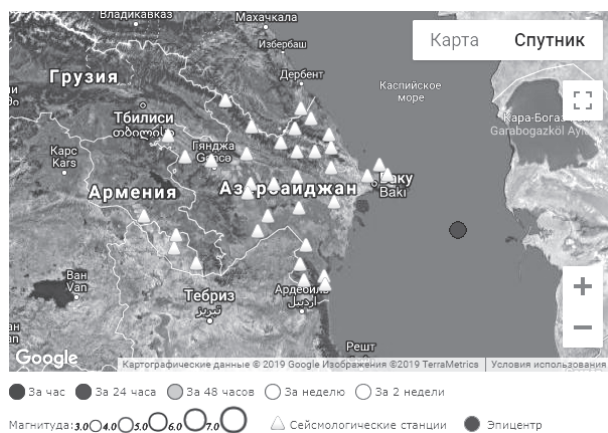 Владикавказ
Махачкала
Избербаш
Дербент
Карта Спутник
Каспийское
море
Грузия
Тбилиси
თბილისი
Карс
Kars
Гянджа
Gəncə
Кара-Богаз
Garabogazköl Aýl
Армения
Азербайджан
Баку
Bakı
Ван
Van
Тебриз
تبریز
Ардебиль
اردبیل
Решт
+
−
Google
Картографические данные © 2019 Google Изображения ©2019 TerraMetrics Условия использования
За час За 24 часа За 48 часов За неделю За 2 недели
Магнитуда: 3.0 4.0 5.0 6.0 7.0 Сейсмологические станции Эпицентр